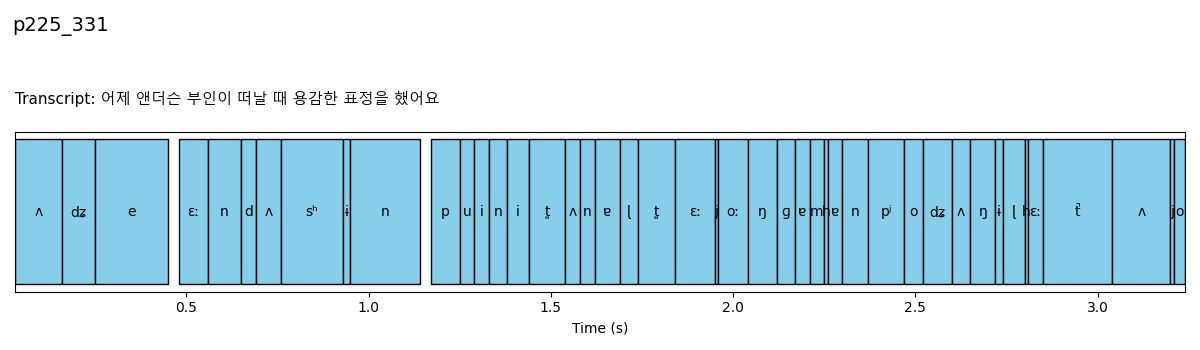 p225_331
Transcript: 어제 앤더슨 부인이 떠날 때 용감한 표정을 했어요
ʌ dʑ e ɛː n d ʌ sʰ ɨ n p u i n i t͈ ʌ n ɐ ɭ t͈ ɛː j oː ŋ ɡ ɐ m h ɐ n pʲ o dʑ ʌ ŋ ɨ ɭ h ɛː t̚ ʌ j o
0.5 1.0 1.5 2.0 2.5 3.0
Time (s)